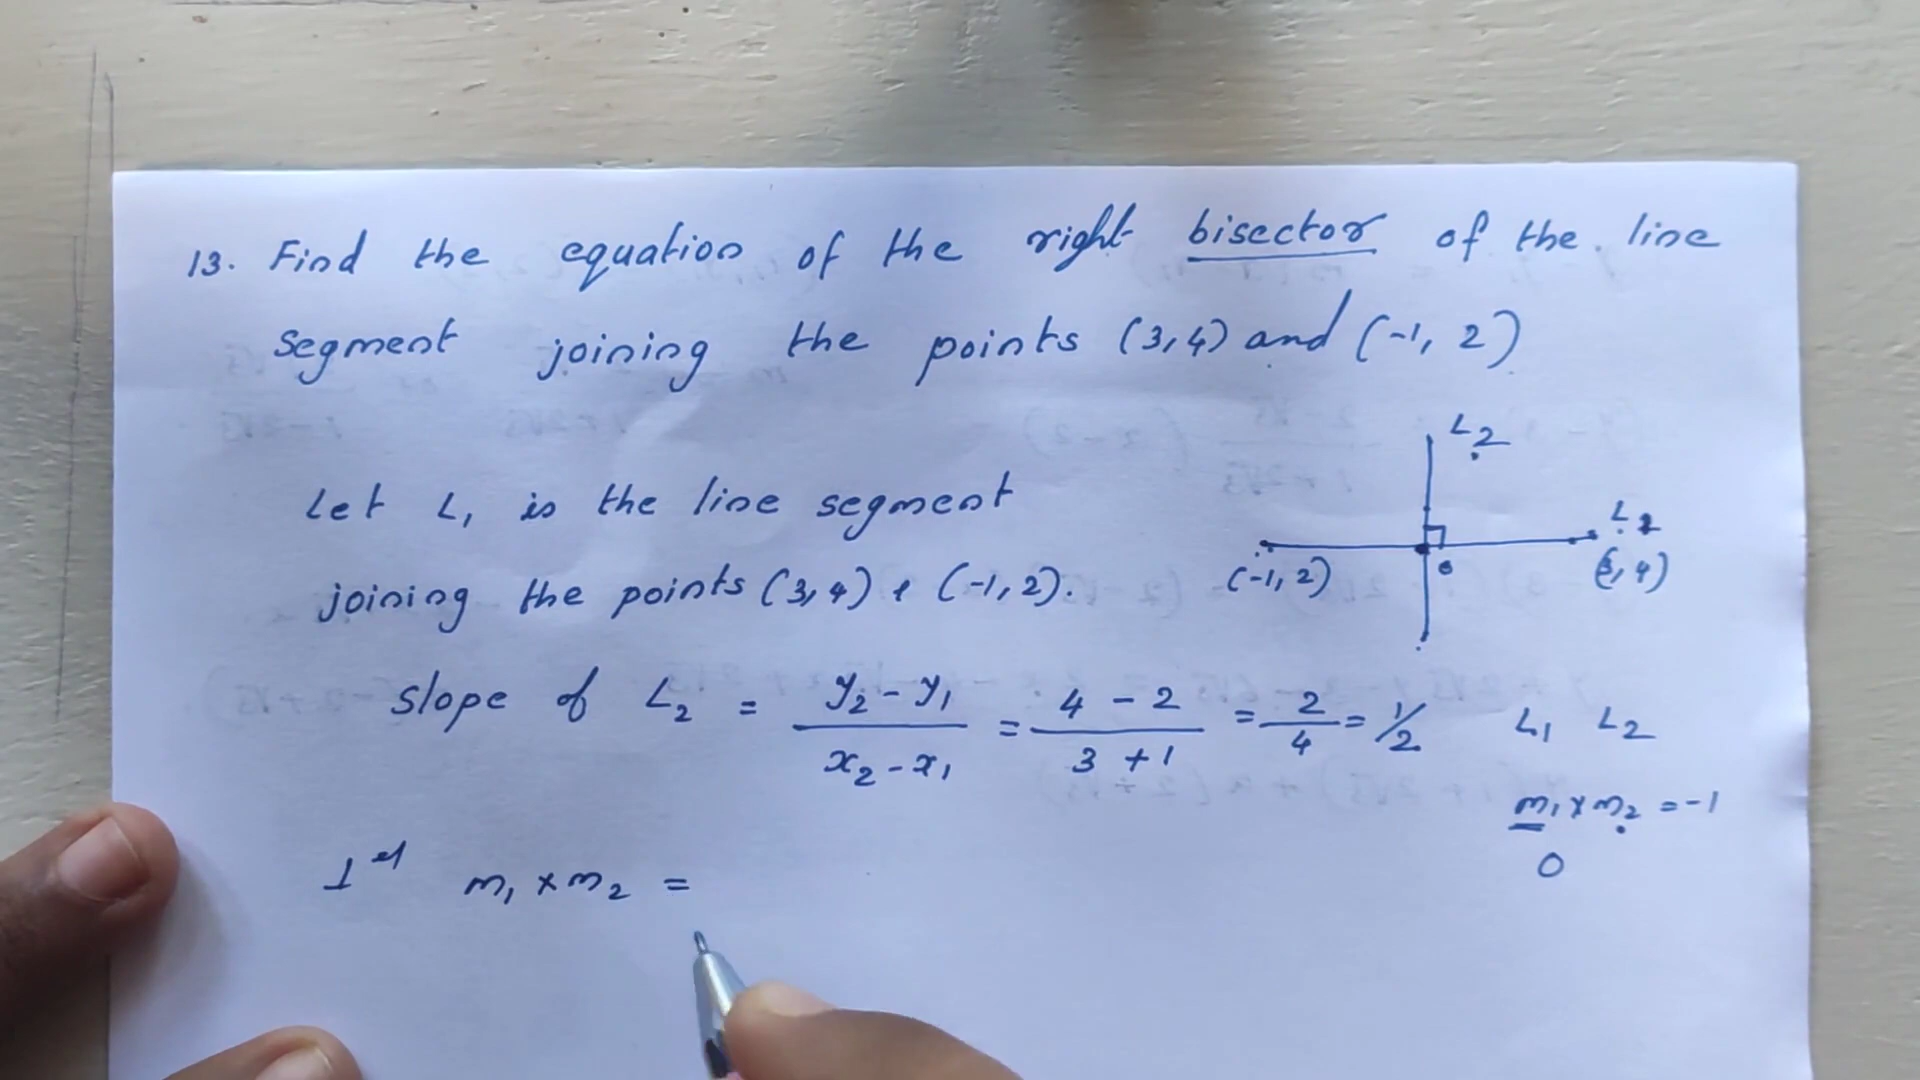 13. Find the equation of the right bisector of the line
segment joining the points (3,4) and (-1, 2)
L2
Let L1 is the line segment
(-1, 2)
(3, 4)
joining the points (3, 4) & (-1, 2).
slope of L2 = y2 - y1 / x2 - x1 = 4 - 2 / 3 + 1 = 2 / 4 = 1/2
L1 L2
m1 x m2 = -1
0
m1 x m2 =